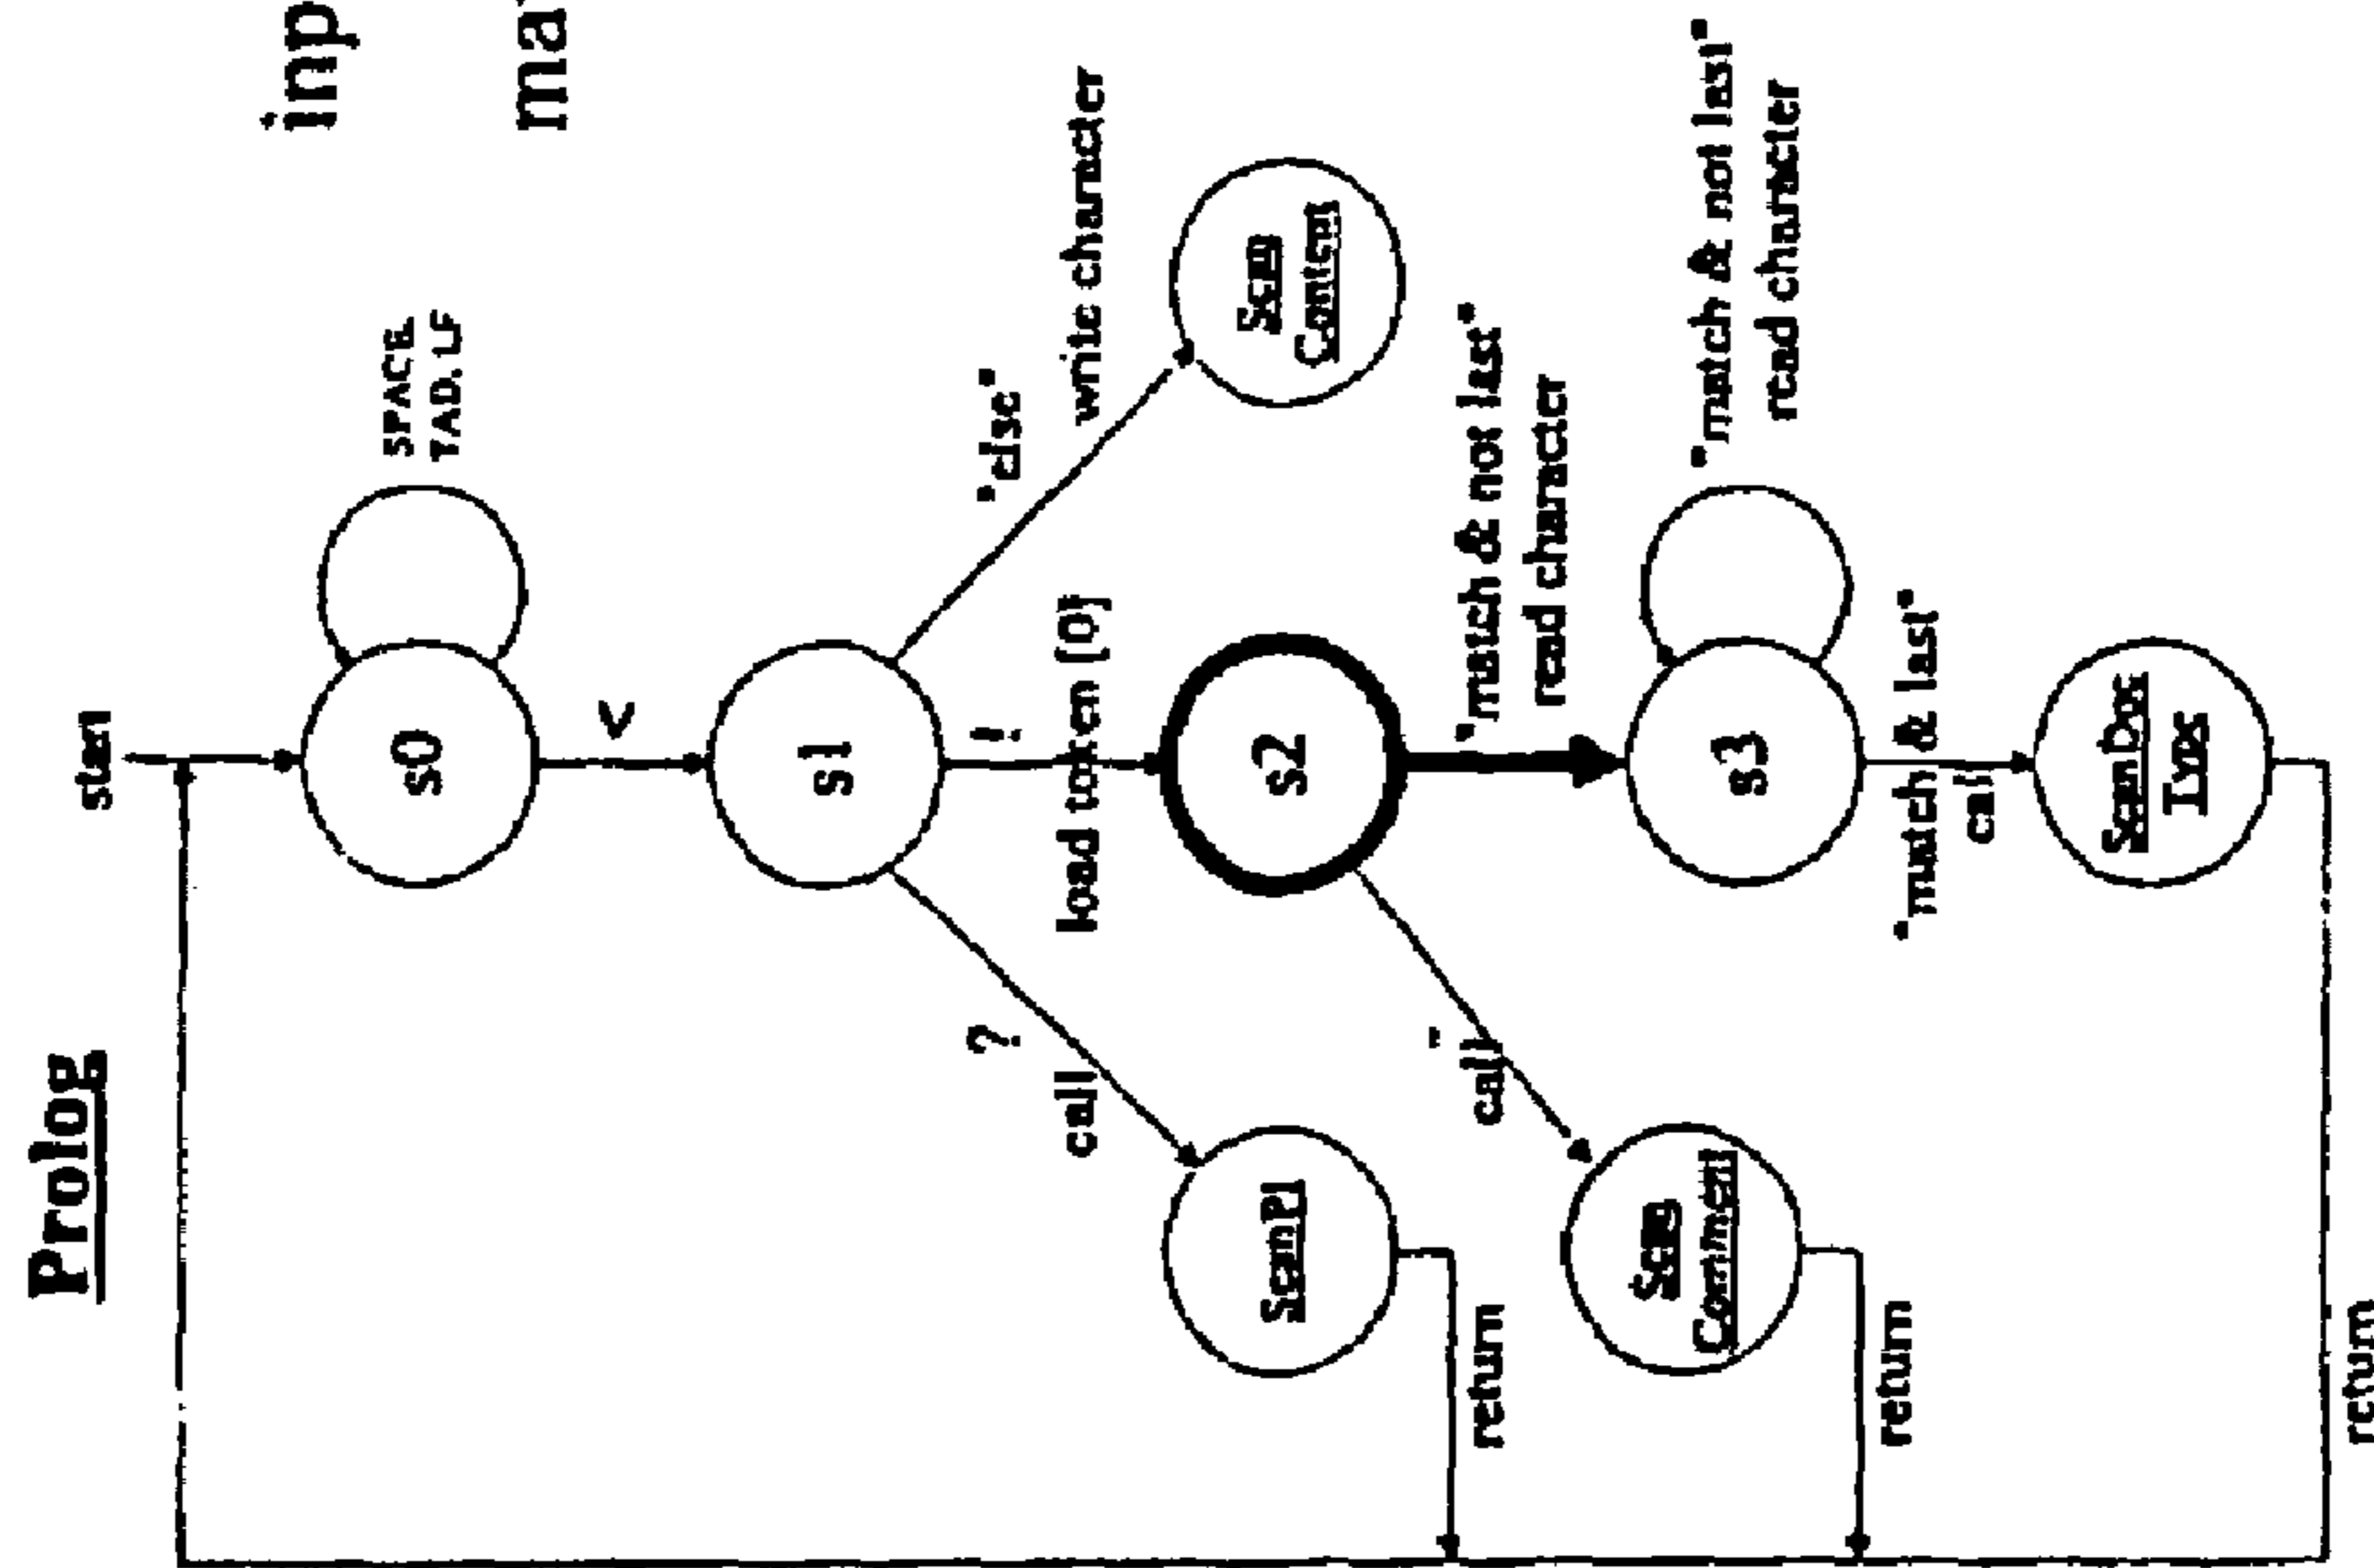 Prolog
start
inp
ma
SPACE,
TAB, LF
s0
<
s1
?
call
!
load token [0]
"else"
write character
Scan
Content
ScanPI
return
s2
-
call
"match & not last"
read character
Scan
Comment
return
s3
"match & not last"
read character
"match & last"
call
return